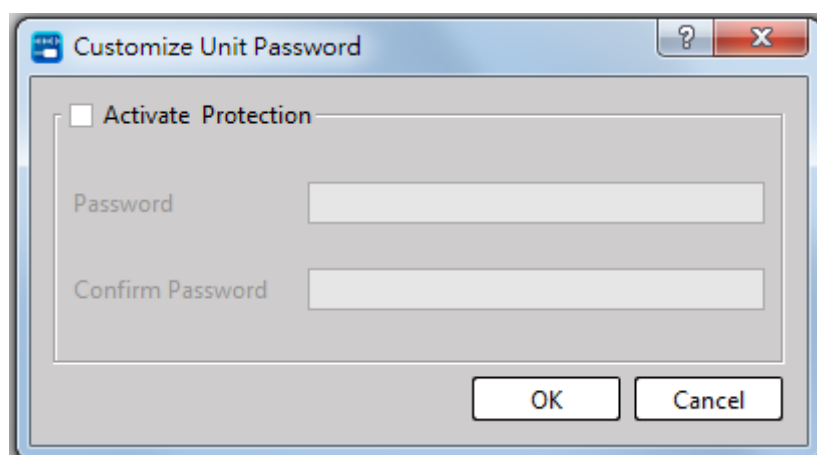 Customize Unit Password
? X
Activate Protection
Password
Confirm Password
OK Cancel